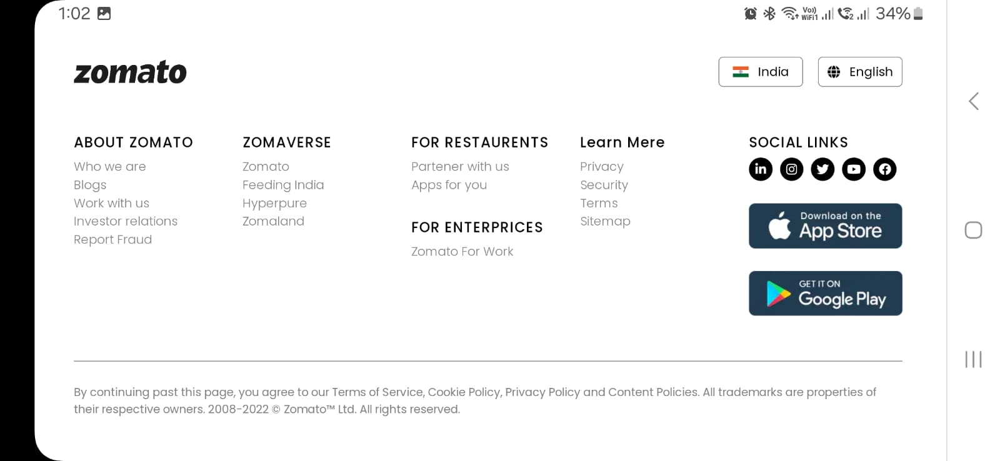 1:02
Vo))
WiFi1
2
34%
zomato
India
English
ABOUT ZOMATO
Who we are
Blogs
Work with us
Investor relations
Report Fraud
ZOMAVERSE
Zomato
Feeding India
Hyperpure
Zomaland
FOR RESTAURENTS
Partener with us
Apps for you
FOR ENTERPRICES
Zomato For Work
Learn Mere
Privacy
Security
Terms
Sitemap
SOCIAL LINKS
in
Download on the
App Store
GET IT ON
Google Play
By continuing past this page, you agree to our Terms of Service, Cookie Policy, Privacy Policy and Content Policies. All trademarks are properties of
their respective owners. 2008-2022 © Zomato™ Ltd. All rights reserved.